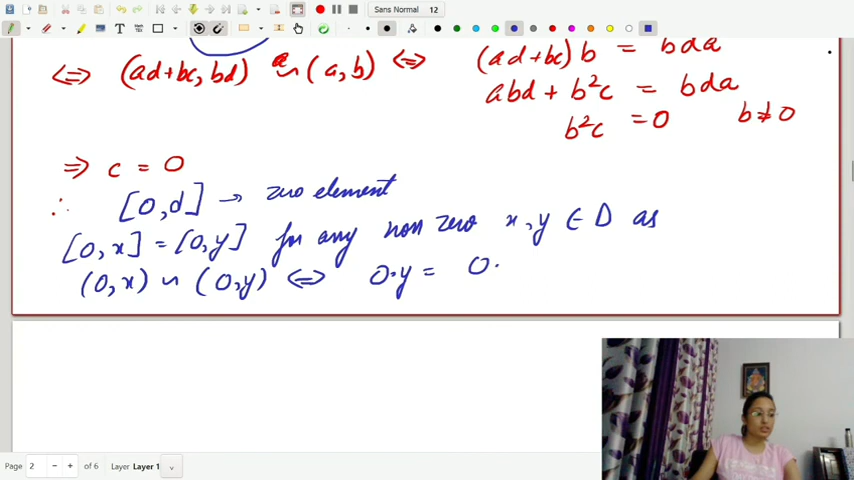 Sans Normal 12
(ad+bc)b = bda
⇔ (ad+bc, bd) ~ (a, b) ⇔
abd + b²c = bda
b²c = 0 b≠0
⇒ c = 0
∴ [0,d] → zero element
[0,x] = [0,y] for any non zero x,y ∈ D as
(0,x) ~ (0,y) ⇔ 0.y = 0.
Page 2 of 6 Layer Layer 1